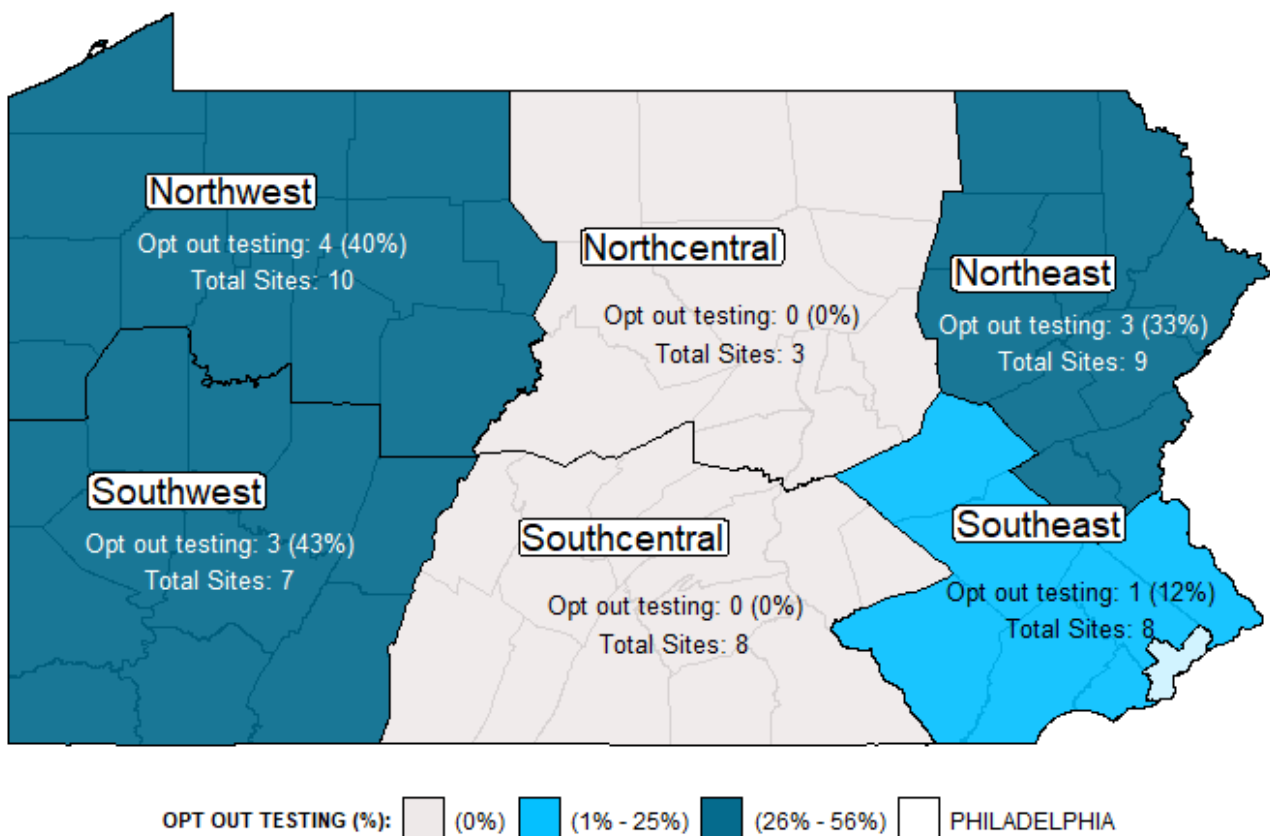 Northwest
Opt out testing: 4 (40%)
Total Sites: 10
Northcentral
Opt out testing: 0 (0%)
Total Sites: 3
Northeast
Opt out testing: 3 (33%)
Total Sites: 9
Southwest
Opt out testing: 3 (43%)
Total Sites: 7
Southcentral
Opt out testing: 0 (0%)
Total Sites: 8
Southeast
Opt out testing: 1 (12%)
Total Sites: 8
OPT OUT TESTING (%): (0%) (1% - 25%) (26% - 56%) PHILADELPHIA